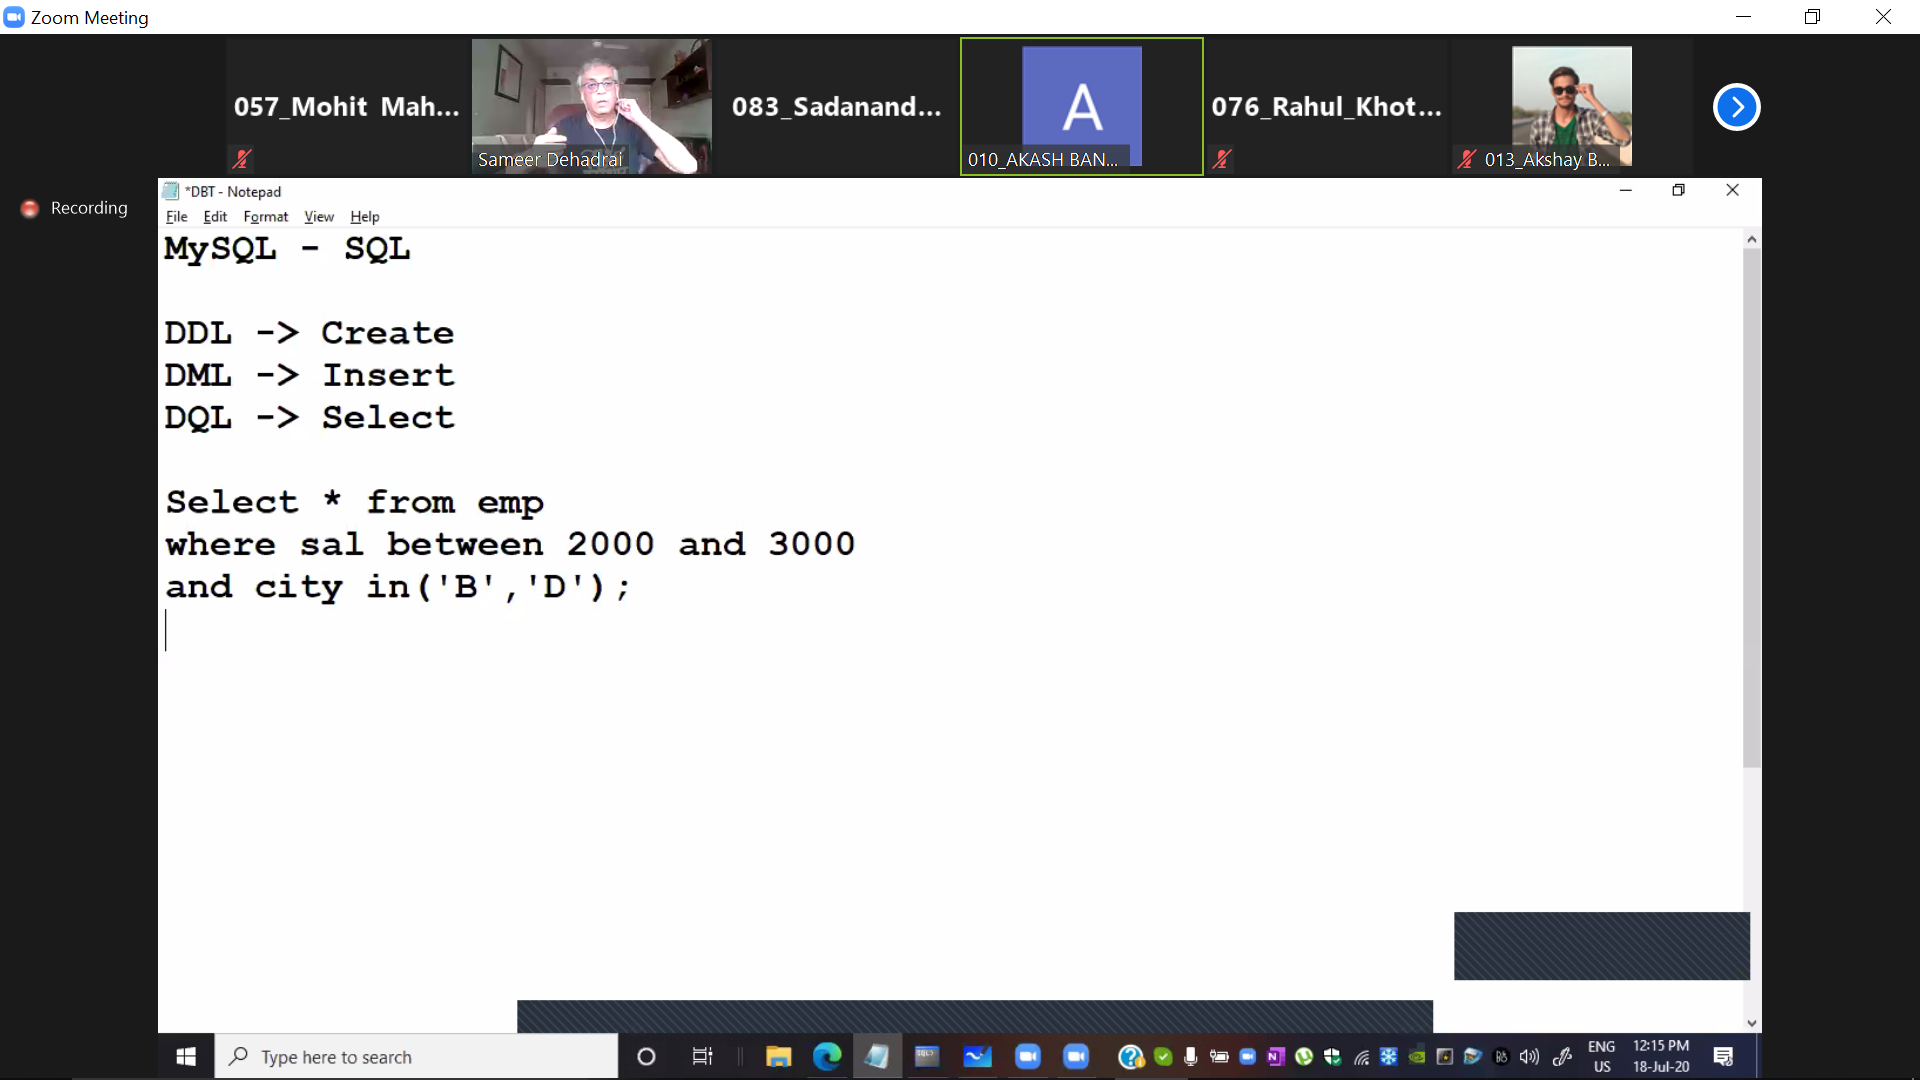 Zoom Meeting
057_Mohit Mah...
Sameer Dehadrai
083_Sadanand...
A
010_AKASH BAN...
076_Rahul_Khot...
013_Akshay B...
Recording
*DBT - Notepad
File Edit Format View Help
MySQL - SQL
DDL -> Create
DML -> Insert
DQL -> Select
Select * from emp
where sal between 2000 and 3000
and city in('B','D');
Type here to search
ENG
US
12:15 PM
18-Jul-20